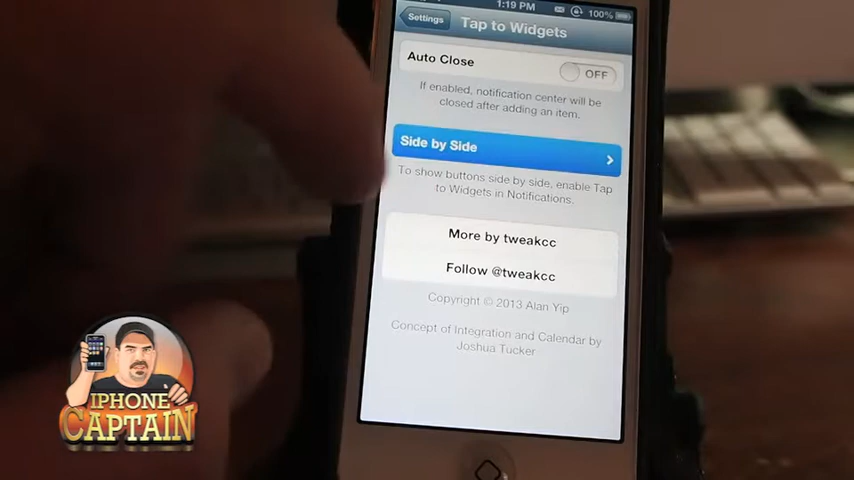 1:19 PM
100%
Settings
Tap to Widgets
Auto Close
OFF
If enabled, notification center will be
closed after adding an item.
Side by Side
To show buttons side by side, enable Tap
to Widgets in Notifications.
More by tweakcc
Follow @tweakcc
Copyright © 2013 Alan Yip
Concept of Integration and Calendar by
Joshua Tucker
IPHONE
CAPTAIN